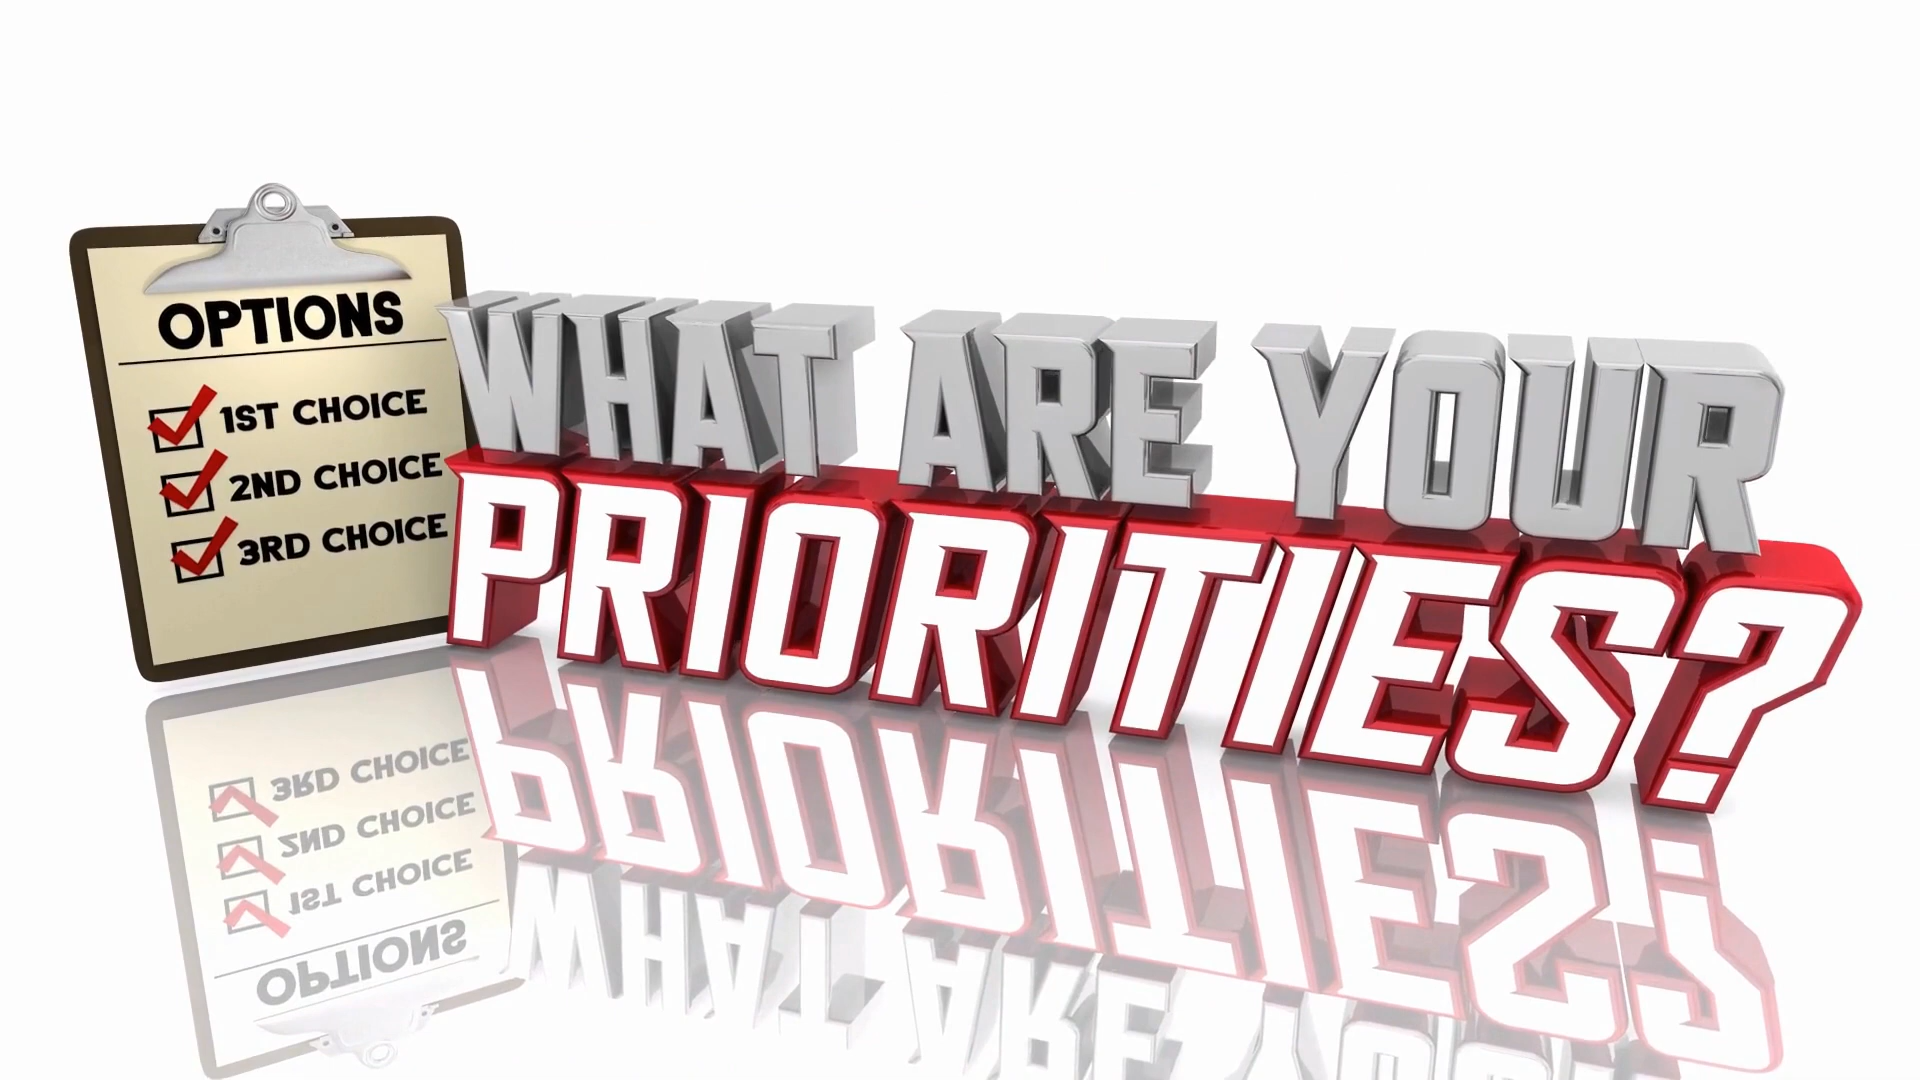 OPTIONS
1ST CHOICE
2ND CHOICE
3RD CHOICE
WHAT ARE YOUR
PRIORITIES?